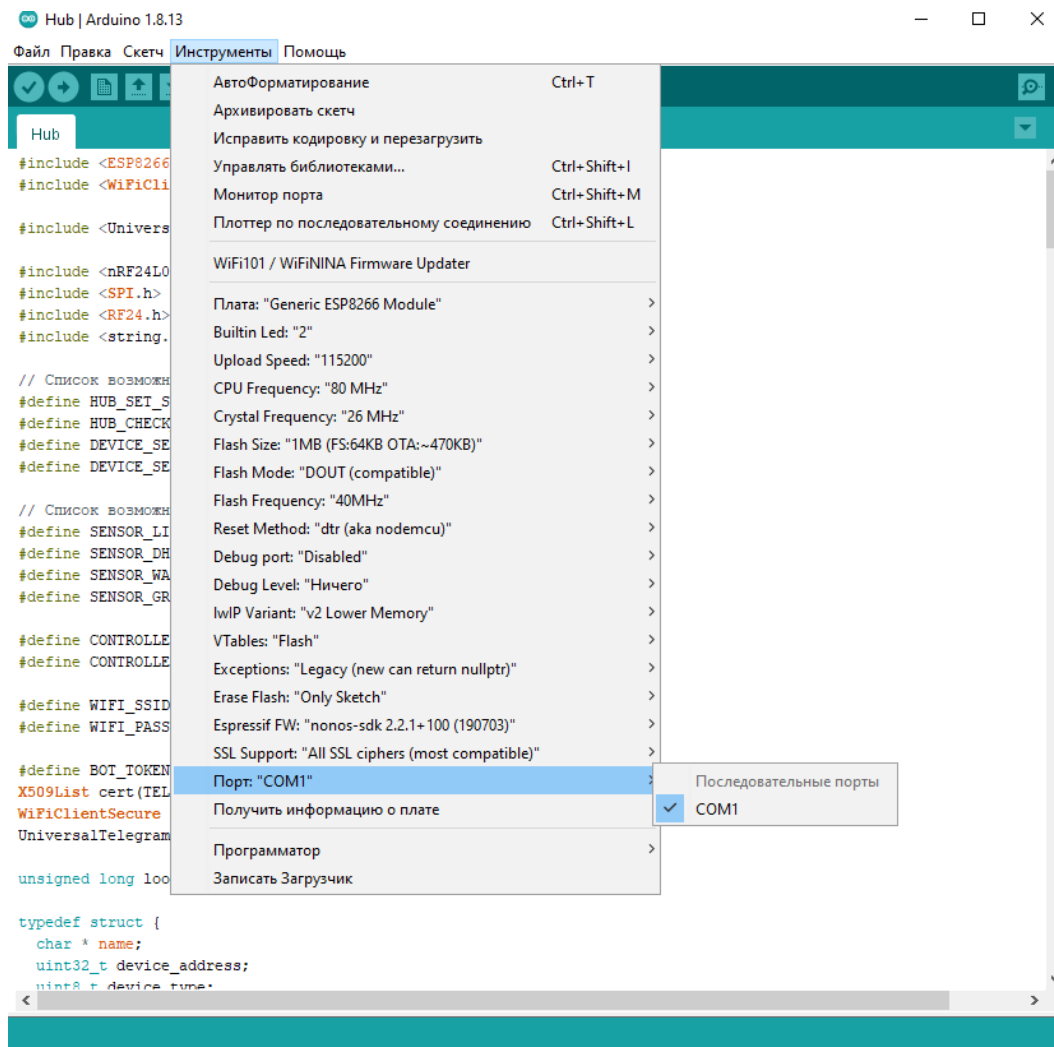 Hub | Arduino 1.8.13
Файл Правка Скетч Инструменты Помощь
Hub
АвтоФорматирование Ctrl+T
Архивировать скетч
Исправить кодировку и перезагрузить
Управлять библиотеками... Ctrl+Shift+I
Монитор порта Ctrl+Shift+M
Плоттер по последовательному соединению Ctrl+Shift+L
WiFi101 / WiFiNINA Firmware Updater
Плата: "Generic ESP8266 Module"
Builtin Led: "2"
Upload Speed: "115200"
CPU Frequency: "80 MHz"
Crystal Frequency: "26 MHz"
Flash Size: "1MB (FS:64KB OTA:~470KB)"
Flash Mode: "DOUT (compatible)"
Flash Frequency: "40MHz"
Reset Method: "dtr (aka nodemcu)"
Debug port: "Disabled"
Debug Level: "Ничего"
lwIP Variant: "v2 Lower Memory"
VTables: "Flash"
Exceptions: "Legacy (new can return nullptr)"
Erase Flash: "Only Sketch"
Espressif FW: "nonos-sdk 2.2.1+100 (190703)"
SSL Support: "All SSL ciphers (most compatible)"
Порт: "COM1"
Получить информацию о плате
Программатор
Записать Загрузчик
Последовательные порты
COM1
#include <ESP8266
#include <WiFiCli
#include <Univers
#include <nRF24L0
#include <SPI.h>
#include <RF24.h>
#include <string.
// Список возможн
#define HUB_SET_S
#define HUB_CHECK
#define DEVICE_SE
#define DEVICE_SE
// Список возможн
#define SENSOR_LI
#define SENSOR_DH
#define SENSOR_WA
#define SENSOR_GR
#define CONTROLLE
#define CONTROLLE
#define WIFI_SSID
#define WIFI_PASS
#define BOT_TOKEN
X509List cert(TEL
WiFiClientSecure
UniversalTelegram
unsigned long loo
typedef struct {
char * name;
uint32_t device_address;
uint8_t device_type;